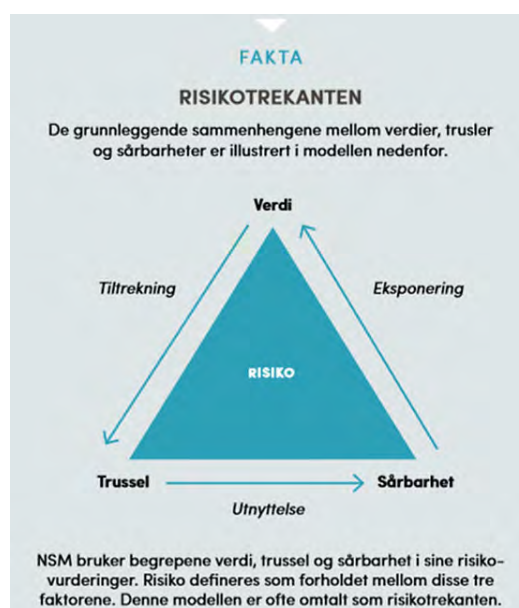 FAKTA
RISIKOTREKANTEN
De grunnleggende sammenhengene mellom verdier, trusler
og sårbarheter er illustrert i modellen nedenfor.
Verdi
Tiltrekning
Eksponering
RISIKO
Trussel
Sårbarhet
Utnyttelse
NSM bruker begrepene verdi, trussel og sårbarhet i sine risiko-
vurderinger. Risiko defineres som forholdet mellom disse tre
faktorene. Denne modellen er ofte omtalt som risikotrekanten.